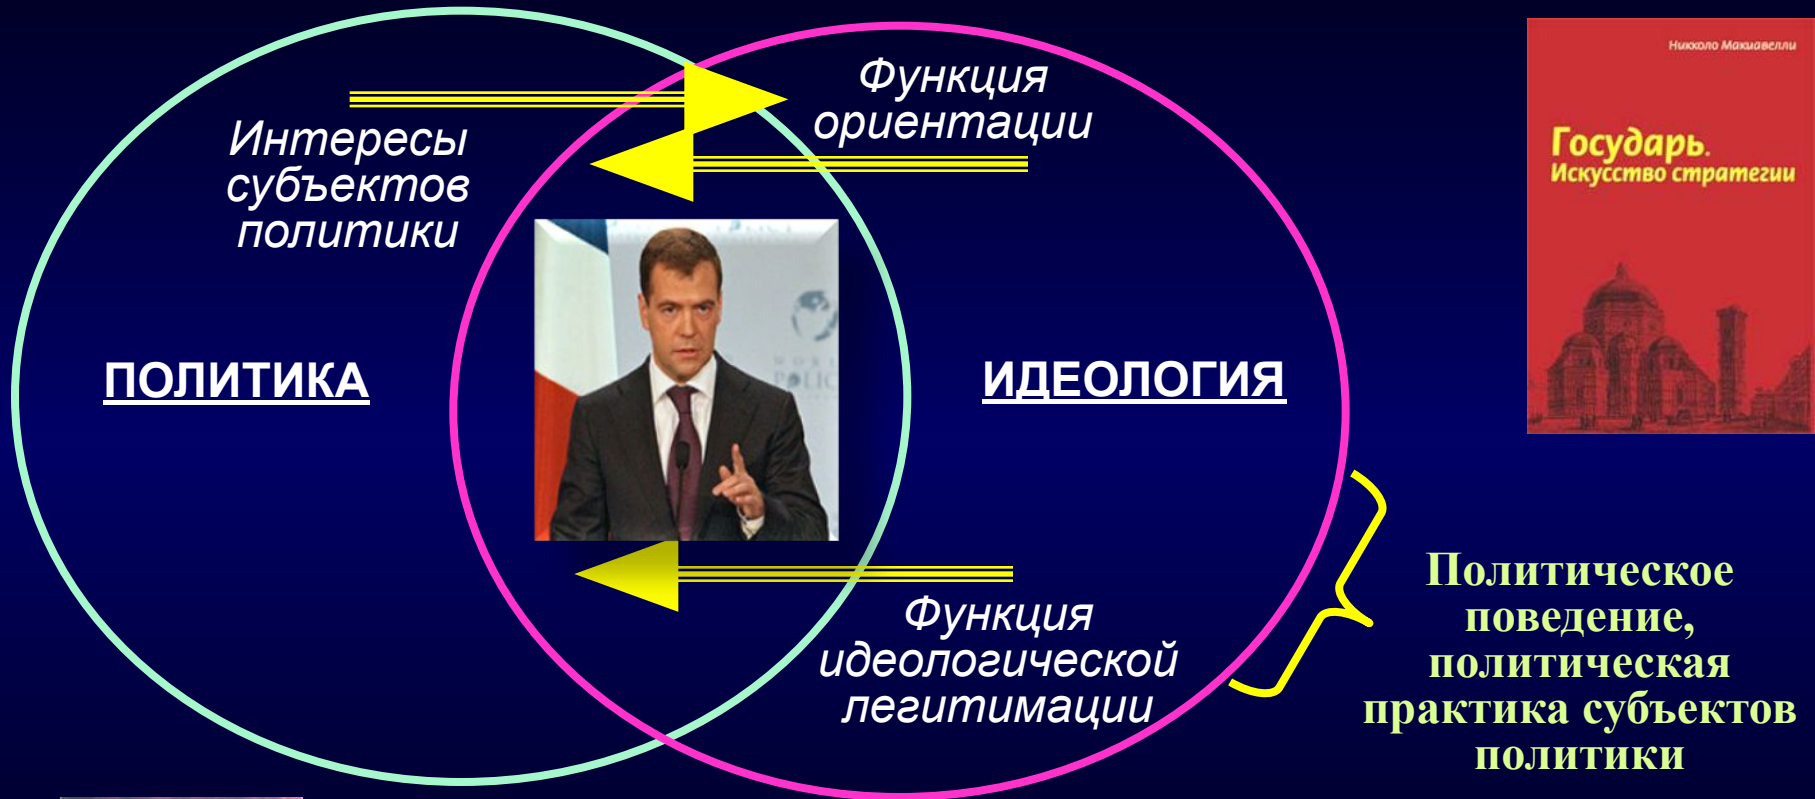 Функция
ориентации
Интересы
субъектов
политики
ПОЛИТИКА
ИДЕОЛОГИЯ
Функция
идеологической
легитимации
Никколо Макиавелли
Государь.
Искусство стратегии
Политическое
поведение,
политическая
практика субъектов
политики